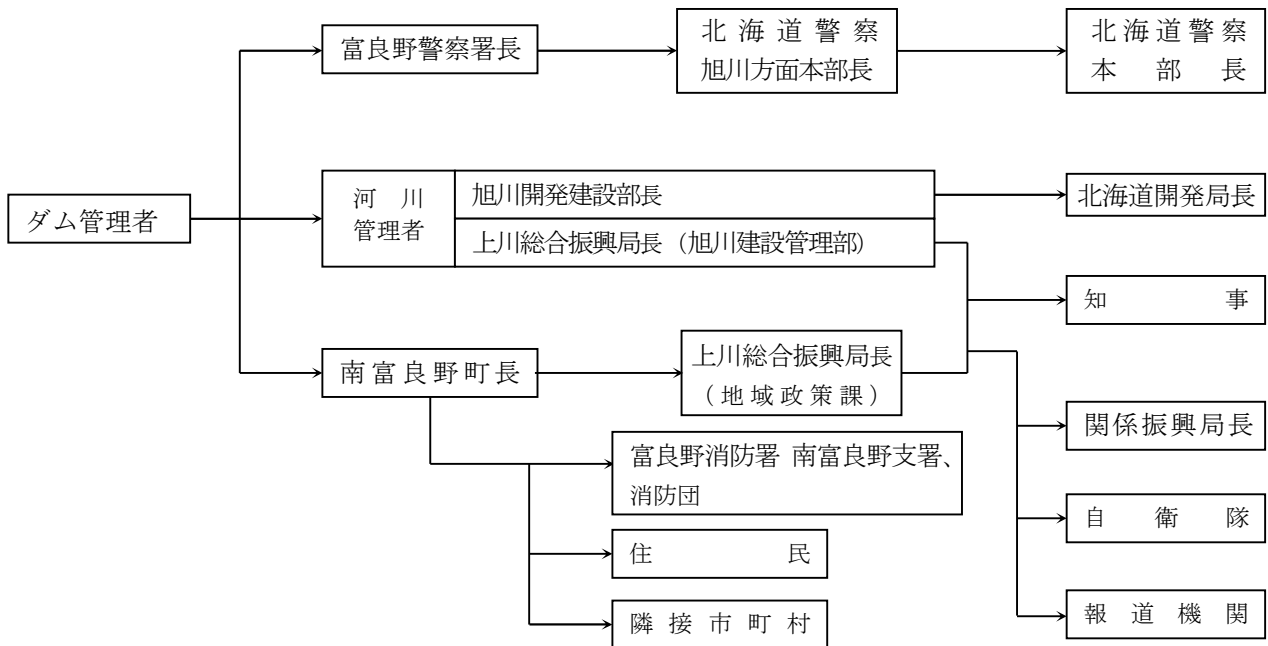 富良野警察署長
北海道警察
旭川方面本部長
北海道警察
本部長
ダム管理者
河川
管理者
旭川開発建設部長
上川総合振興局長（旭川建設管理部）
北海道開発局長
知事
南富良野町長
上川総合振興局長
（地域政策課）
関係振興局長
富良野消防署 南富良野支署、
消防団
自衛隊
住民
報道機関
隣接市町村